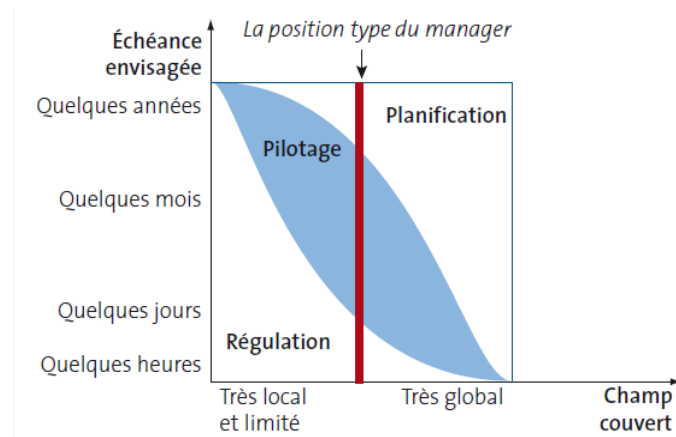 La position type du manager
Échéance
envisagée
Quelques années
Planification
Pilotage
Quelques mois
Quelques jours
Régulation
Quelques heures
Très local
et limité
Très global
Champ
couvert